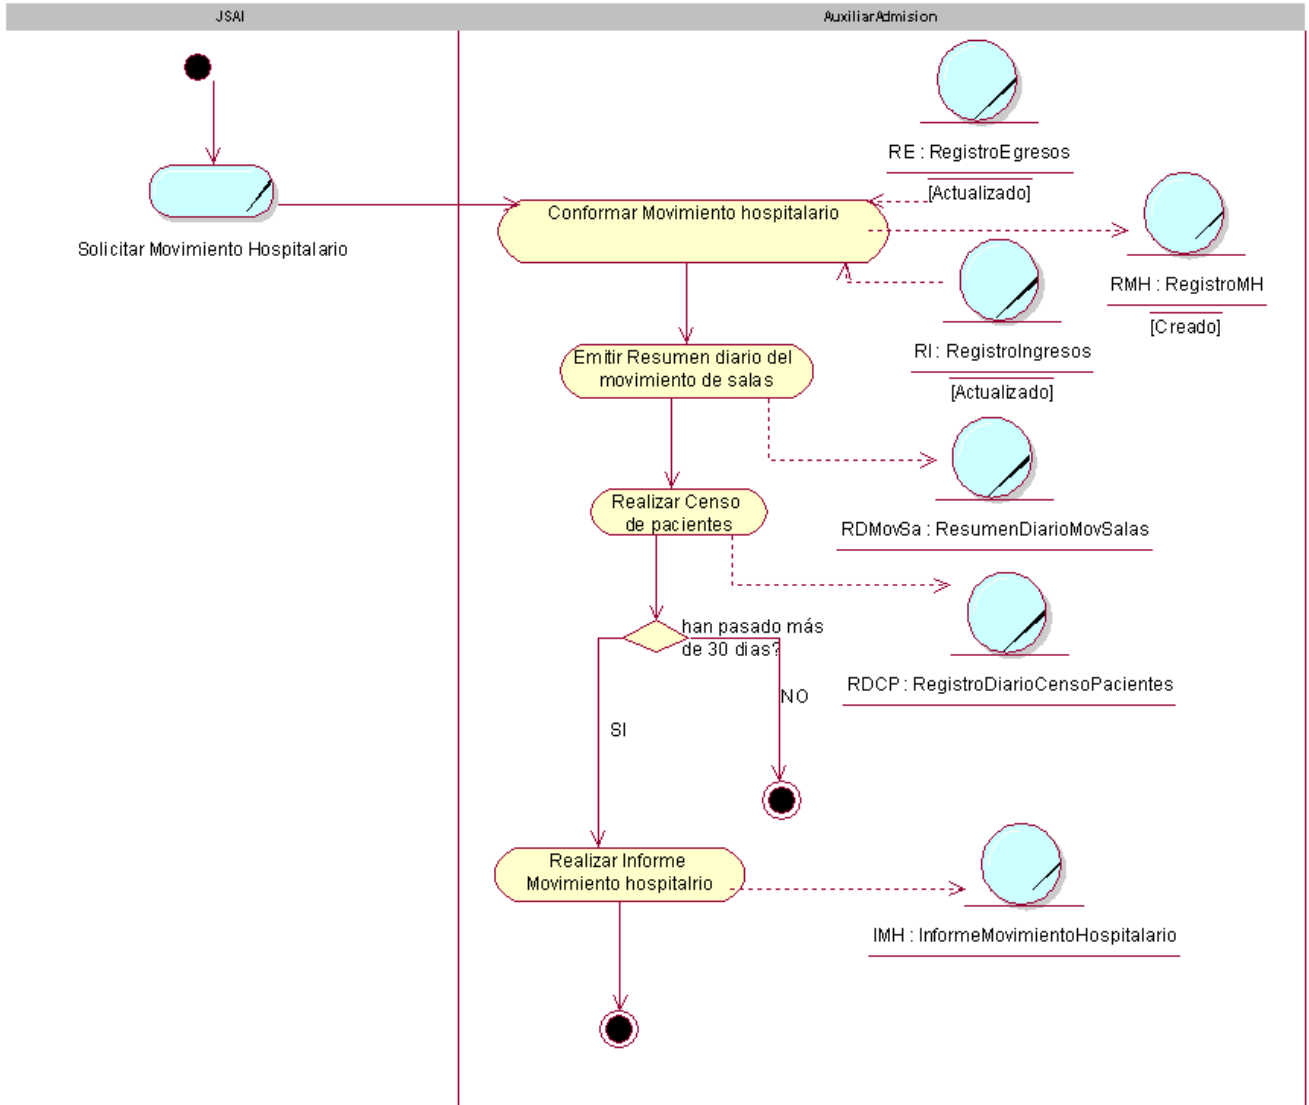 JSAI
AuxiliarAdmision
RE : RegistroEgresos
[Actualizado]
Solicitar Movimiento Hospitalario
Conformar Movimiento hospitalario
RMH : RegistroMH
[Creado]
RI : RegistroIngresos
[Actualizado]
Emitir Resumen diario del
movimiento de salas
RDMovSa : ResumenDiarioMovSalas
Realizar Censo
de pacientes
han pasado más
de 30 dias?
RDCP : RegistroDiarioCensoPacientes
NO
SI
Realizar Informe
Movimiento hospitalrio
IMH : InformeMovimientoHospitalario